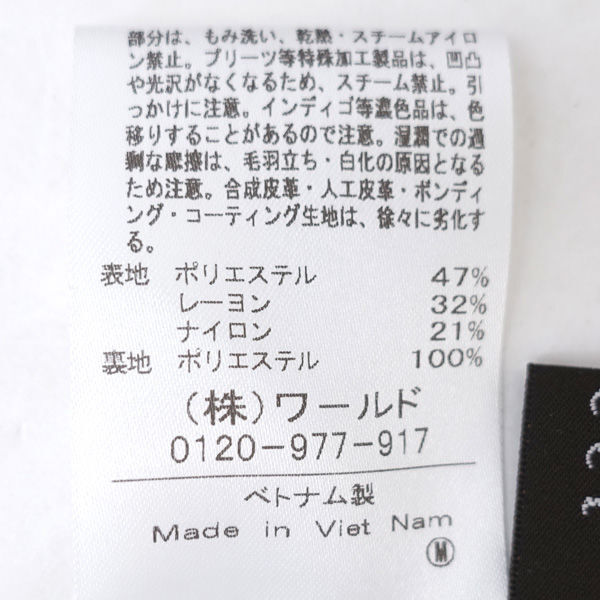 部分は、もみ洗い、乾熱・スチームアイロ
ン禁止。プリーツ等特殊加工製品は、凹凸
や光沢がなくなるため、スチーム禁止。引
っかけに注意。インディゴ等濃色品は、色
移りすることがあるので注意。湿潤での過
剰な摩擦は、毛羽立ち・白化の原因となる
ため注意。合成皮革・人工皮革・ボンディ
ング・コーティング生地は、徐々に劣化す
る。
表地 ポリエステル 47%
レーヨン 32%
ナイロン 21%
裏地 ポリエステル 100%
(株)ワールド
0120-977-917
ベトナム製
Made in Viet Nam
M